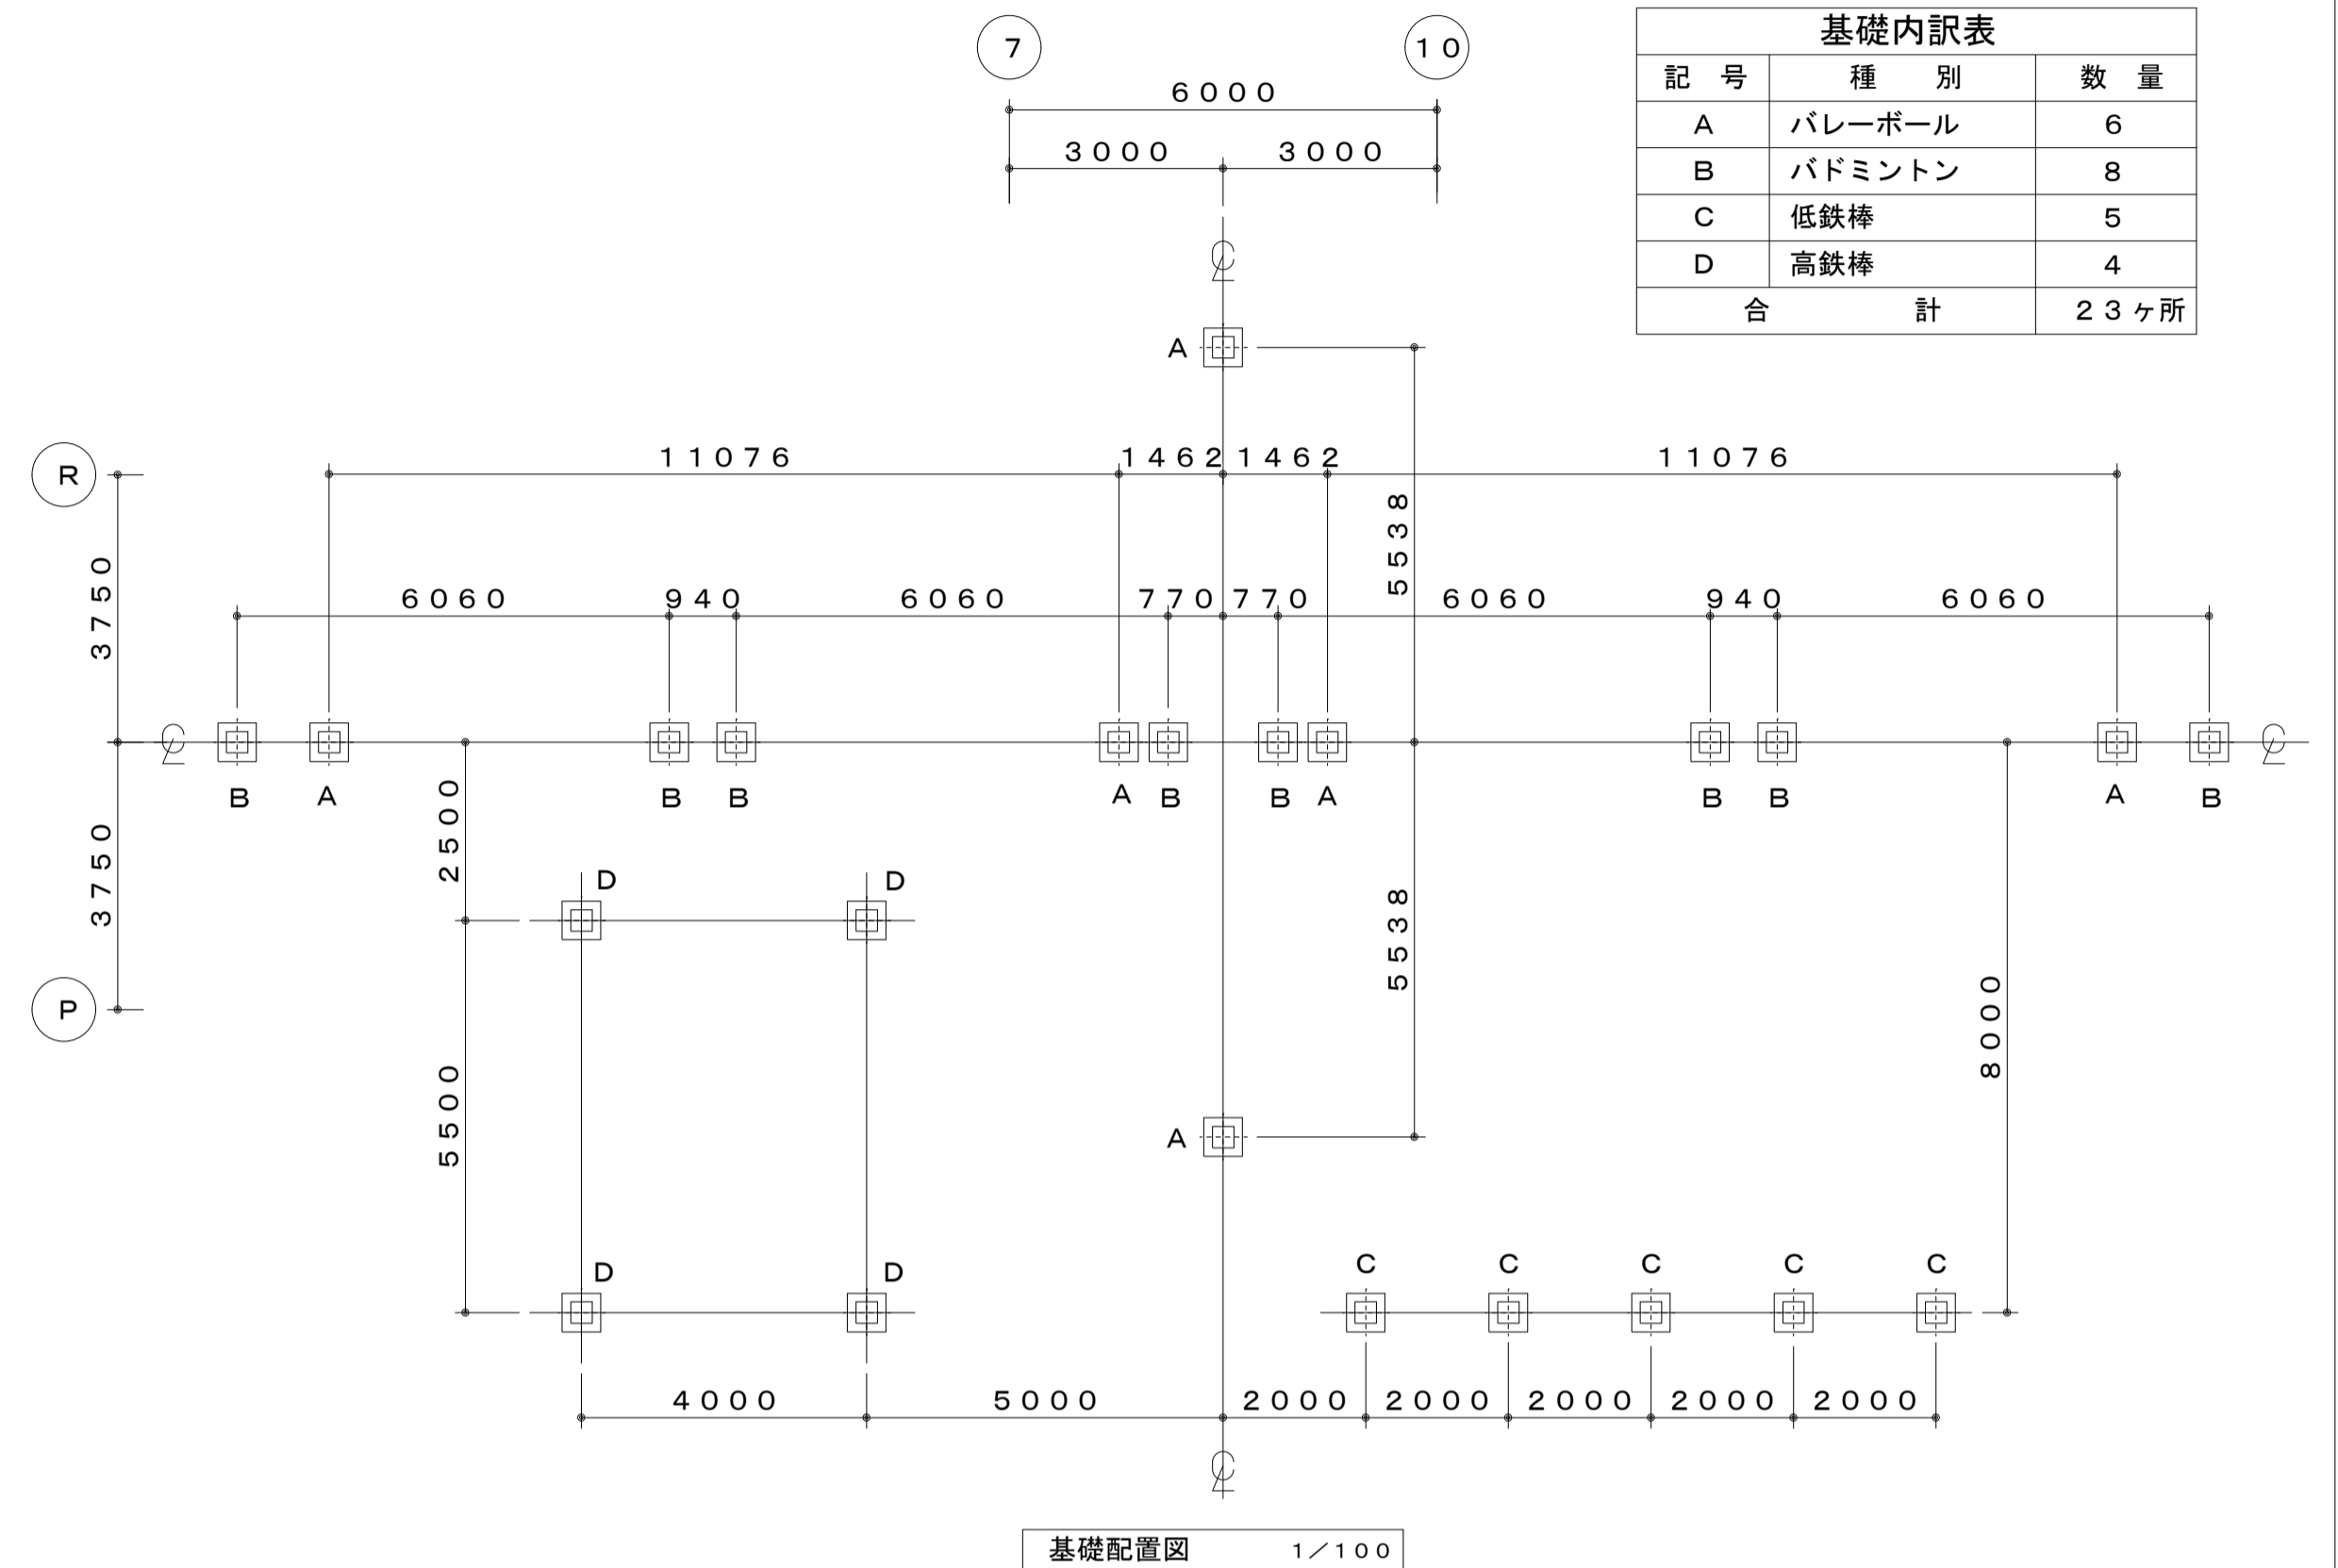 7
10
6000
3000 3000
基礎内訳表
記 号 種 別 数 量
A バレーボール 6
B バドミントン 8
C 低鉄棒 5
D 高鉄棒 4
合 計 23ヶ所
CL
A
R
11076 1462 1462 11076
5538
3750
6060 940 6060 770 770 6060 940 6060
CL
CL
B A B B A B B A B B A B
2500
3750
D D
5538
P
8000
5500
A
D D
C C C C C
4000 5000 2000 2000 2000 2000 2000
CL
基礎配置図 1/100